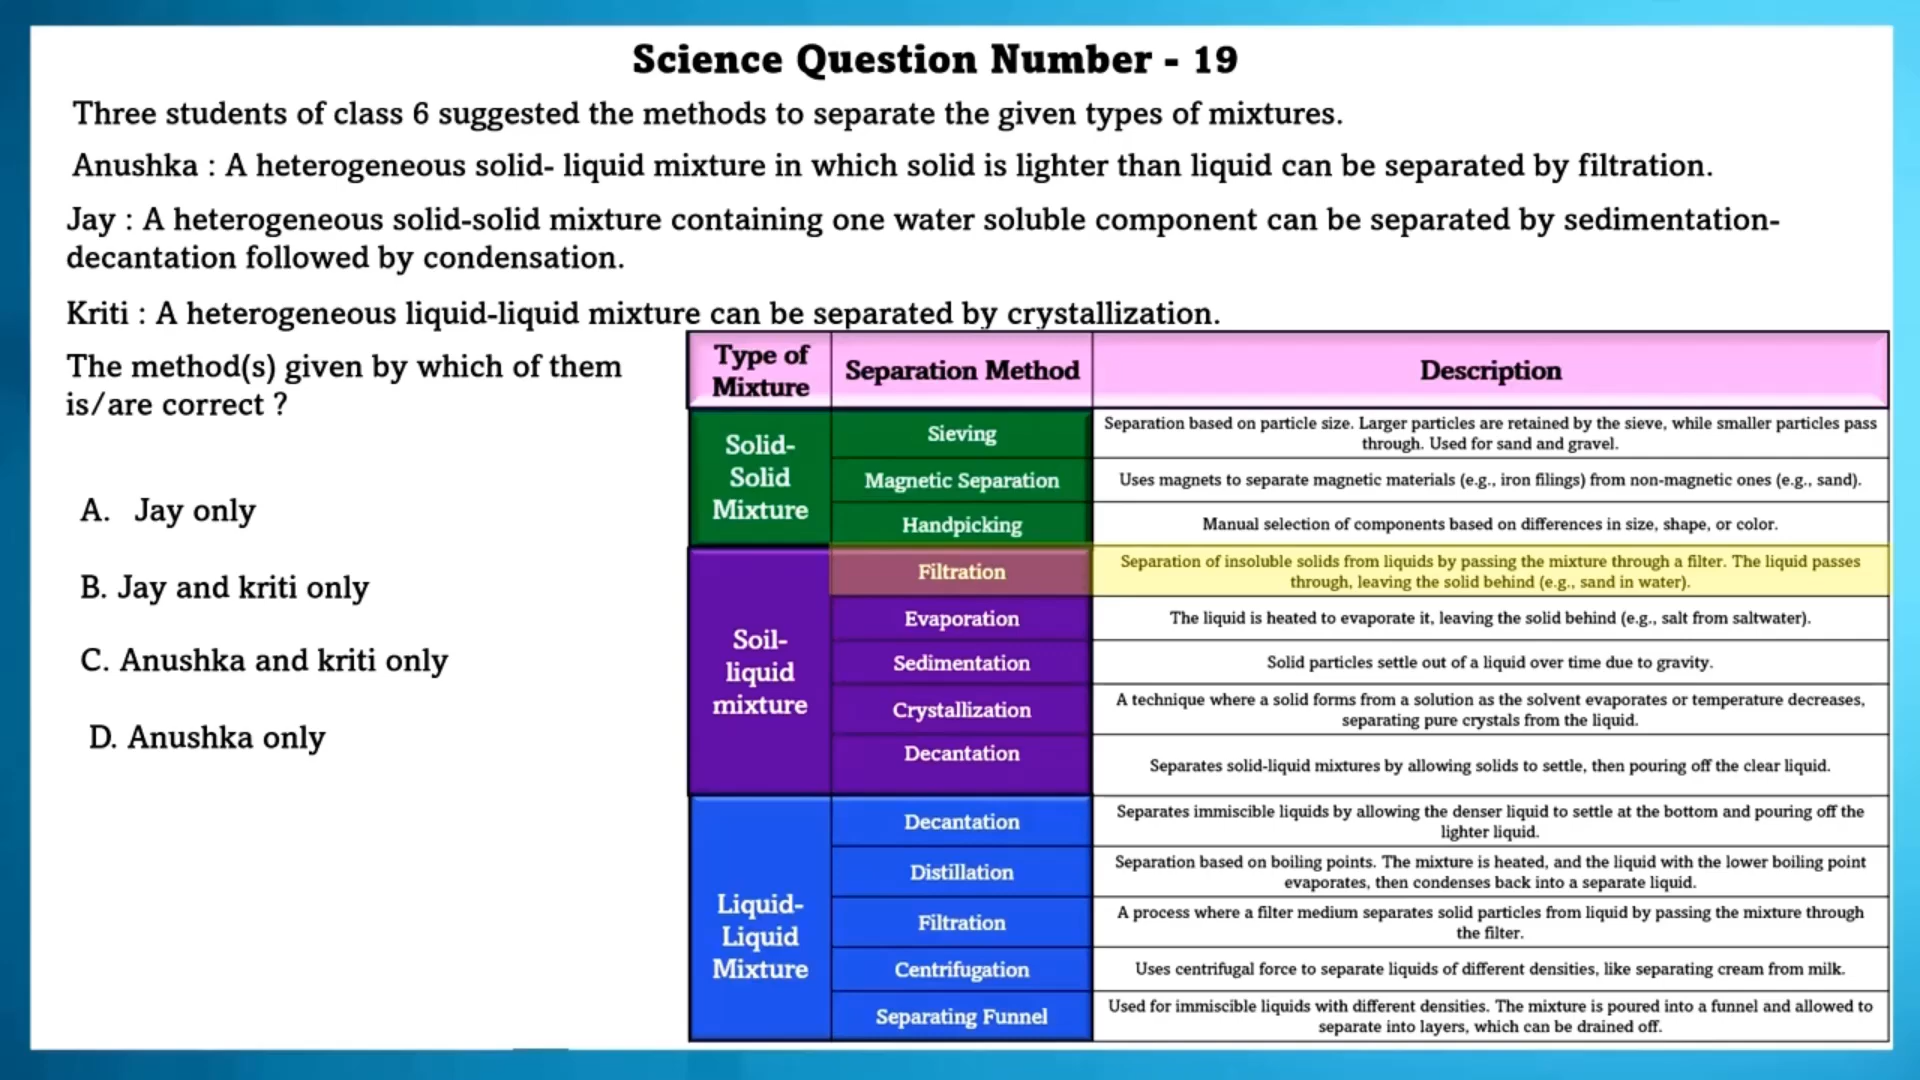 Science Question Number - 19
Three students of class 6 suggested the methods to separate the given types of mixtures.
Anushka : A heterogeneous solid- liquid mixture in which solid is lighter than liquid can be separated by filtration.
Jay : A heterogeneous solid-solid mixture containing one water soluble component can be separated by sedimentation-
decantation followed by condensation.
Kriti : A heterogeneous liquid-liquid mixture can be separated by crystallization.
The method(s) given by which of them
is/are correct ?
A. Jay only
B. Jay and kriti only
C. Anushka and kriti only
D. Anushka only
Type of
Mixture
Separation Method
Description
Solid-
Solid
Mixture
Sieving
Separation based on particle size. Larger particles are retained by the sieve, while smaller particles pass
through. Used for sand and gravel.
Magnetic Separation
Uses magnets to separate magnetic materials (e.g., iron filings) from non-magnetic ones (e.g., sand).
Handpicking
Manual selection of components based on differences in size, shape, or color.
Soil-
liquid
mixture
Filtration
Separation of insoluble solids from liquids by passing the mixture through a filter. The liquid passes
through, leaving the solid behind (e.g., sand in water).
Evaporation
The liquid is heated to evaporate it, leaving the solid behind (e.g., salt from saltwater).
Sedimentation
Solid particles settle out of a liquid over time due to gravity.
Crystallization
A technique where a solid forms from a solution as the solvent evaporates or temperature decreases,
separating pure crystals from the liquid.
Decantation
Separates solid-liquid mixtures by allowing solids to settle, then pouring off the clear liquid.
Liquid-
Liquid
Mixture
Decantation
Separates immiscible liquids by allowing the denser liquid to settle at the bottom and pouring off the
lighter liquid.
Distillation
Separation based on boiling points. The mixture is heated, and the liquid with the lower boiling point
evaporates, then condenses back into a separate liquid.
Filtration
A process where a filter medium separates solid particles from liquid by passing the mixture through
the filter.
Centrifugation
Uses centrifugal force to separate liquids of different densities, like separating cream from milk.
Separating Funnel
Used for immiscible liquids with different densities. The mixture is poured into a funnel and allowed to
separate into layers, which can be drained off.